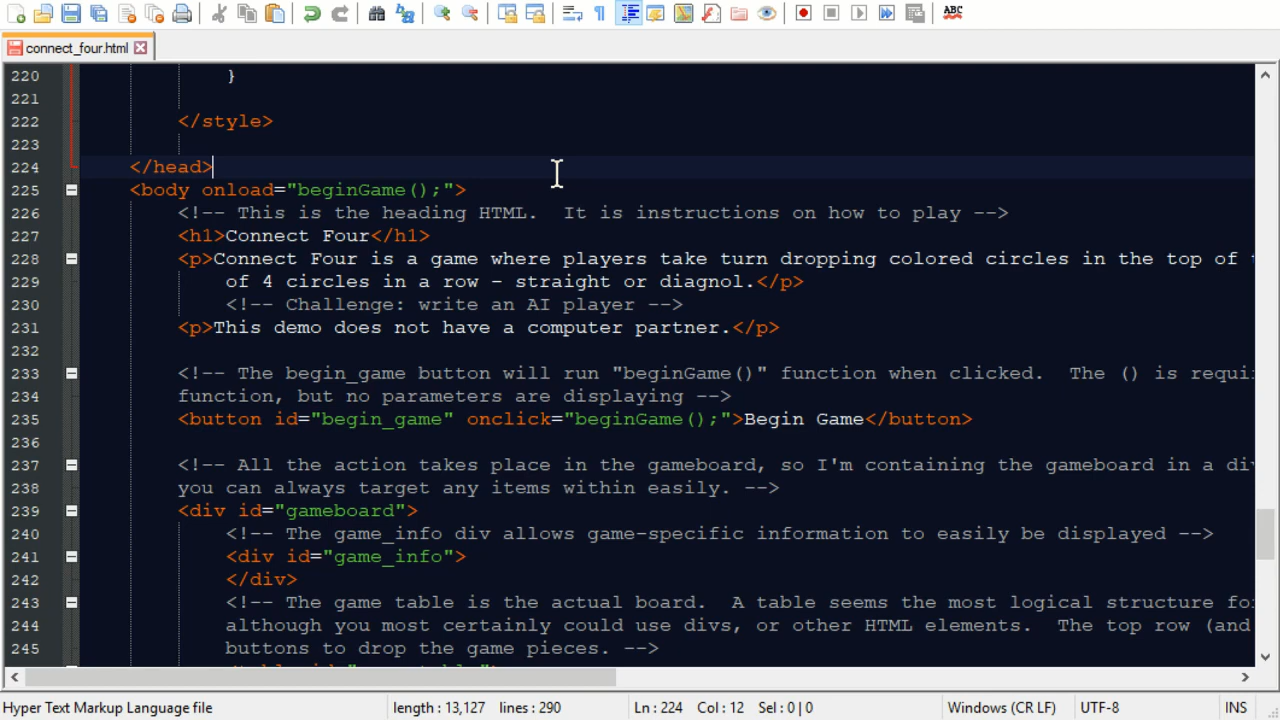 ABC
connect_four.html
220 }
221
222 </style>
223
224 </head>
225 <body onload="beginGame();">
226 <!-- This is the heading HTML.  It is instructions on how to play -->
227 <h1>Connect Four</h1>
228 <p>Connect Four is a game where players take turn dropping colored circles in the top of
229 of 4 circles in a row - straight or diagnol.</p>
230 <!-- Challenge: write an AI player -->
231 <p>This demo does not have a computer partner.</p>
232
233 <!-- The begin_game button will run "beginGame()" function when clicked.  The () is requi
234 function, but no parameters are displaying -->
235 <button id="begin_game" onclick="beginGame();">Begin Game</button>
236
237 <!-- All the action takes place in the gameboard, so I'm containing the gameboard in a di
238 you can always target any items within easily. -->
239 <div id="gameboard">
240 <!-- The game_info div allows game-specific information to easily be displayed -->
241 <div id="game_info">
242 </div>
243 <!-- The game table is the actual board.  A table seems the most logical structure fo
244 although you most certainly could use divs, or other HTML elements.  The top row (and
245 buttons to drop the game pieces. -->
Hyper Text Markup Language file length : 13,127 lines : 290 Ln : 224 Col : 12 Sel : 0 | 0 Windows (CR LF) UTF-8 INS